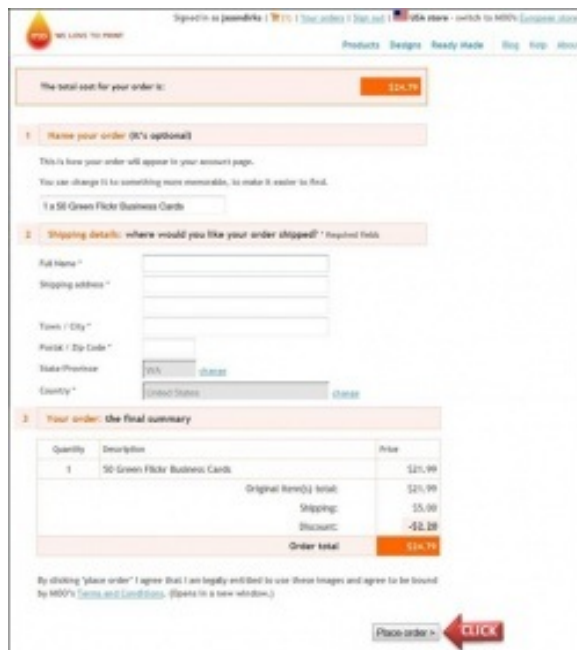 Signed in as jasondirks | (1) | Your orders | Sign out | USA store - switch to MOO's European store
WE LOVE TO PRINT
Products Designs Ready Made Blog Help About
The total cost for your order is: $24.79
1 Name your order (it's optional)
This is how your order will appear in your account page.
You can change it to something more memorable, to make it easier to find.
1 x 50 Green Flickr Business Cards
2 Shipping details: where would you like your order shipped? * Required fields
Full Name *
Shipping address *
Town / City *
Postal / Zip Code *
State/Province WA change
Country * United States change
3 Your order: the final summary
Quantity Description Price
1 50 Green Flickr Business Cards $21.99
Original item(s) total: $21.99
Shipping: $5.00
Discount: -$2.20
Order total $24.79
By clicking "place order" I agree that I am legally entitled to use these images and agree to be bound
by MOO's Terms and Conditions. (Opens in a new window.)
Place order » CLICK